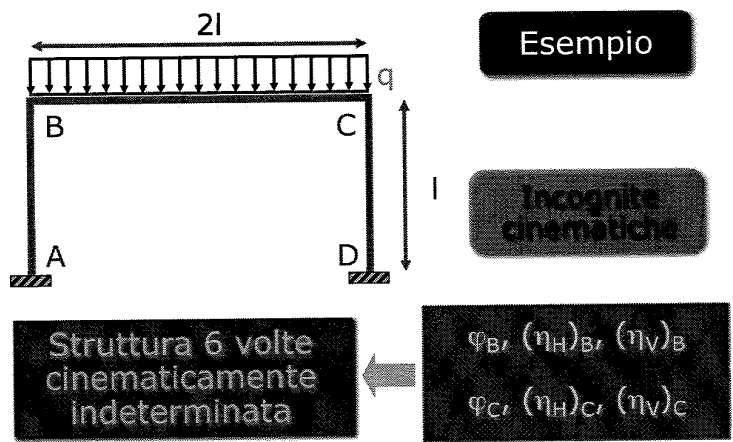 2l
Esempio
q
B
C
l
Incognite
cinematiche
A
D
Struttura 6 volte
cinematicamente
indeterminata
φB, (ηH)B, (ηV)B
φC, (ηH)C, (ηV)C